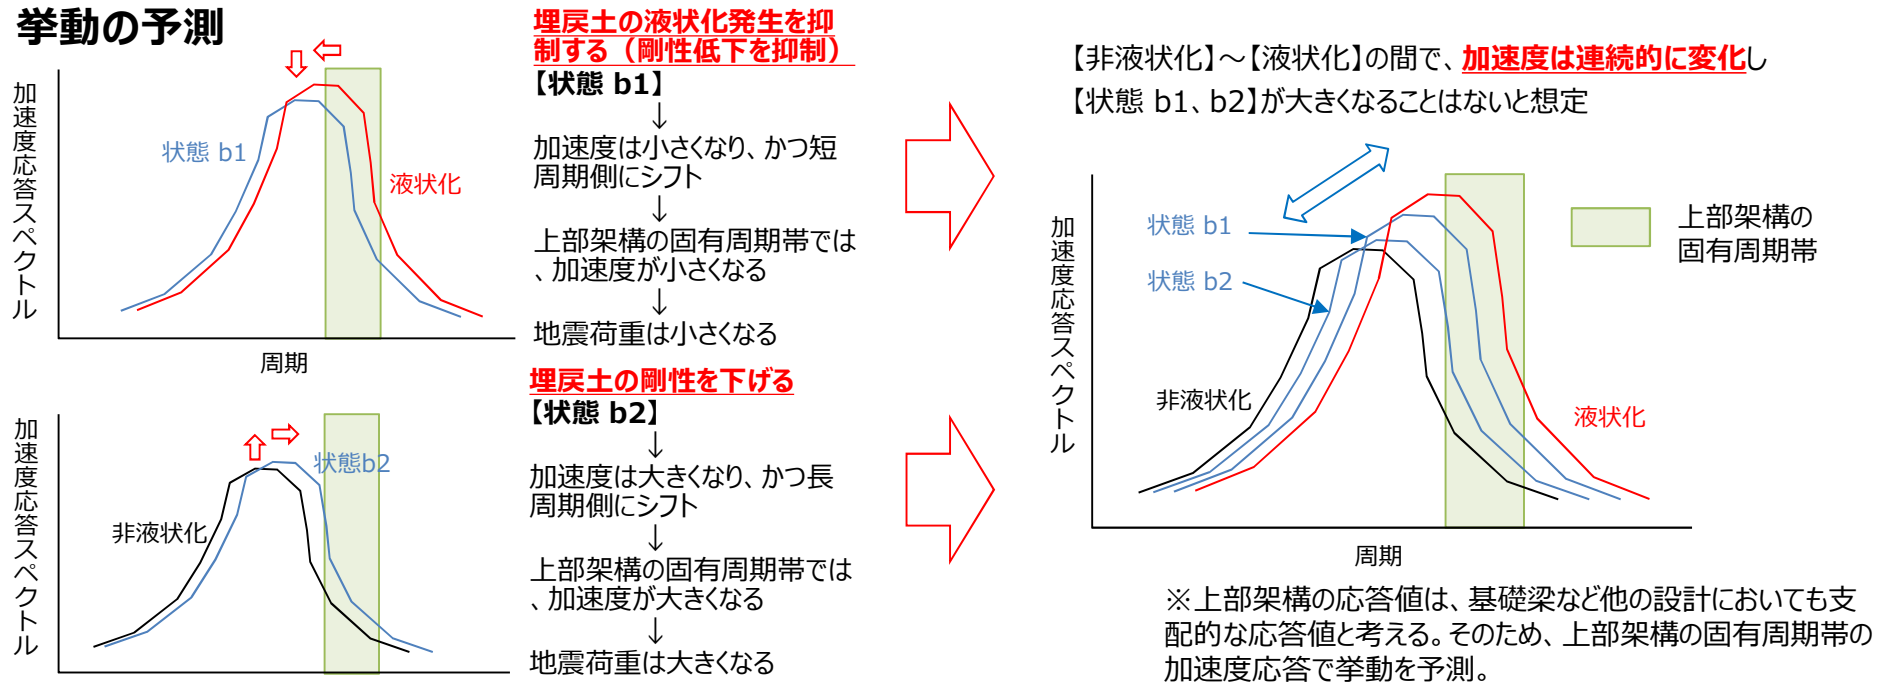 挙動の予測
加速度応答スペクトル
状態 b1
液状化
周期
埋戻土の液状化発生を抑
制する（剛性低下を抑制）
【状態 b1】
↓
加速度は小さくなり、かつ短
周期側にシフト
↓
上部架構の固有周期帯では
、加速度が小さくなる
↓
地震荷重は小さくなる
加速度応答スペクトル
状態b2
非液状化
埋戻土の剛性を下げる
【状態 b2】
↓
加速度は大きくなり、かつ長
周期側にシフト
↓
上部架構の固有周期帯では
、加速度が大きくなる
↓
地震荷重は大きくなる
【非液状化】～【液状化】の間で、加速度は連続的に変化し
【状態 b1、b2】が大きくなることはないと想定
加速度応答スペクトル
状態 b1
状態 b2
非液状化
液状化
周期
上部架構の
固有周期帯
※上部架構の応答値は、基礎梁など他の設計においても支
配的な応答値と考える。そのため、上部架構の固有周期帯の
加速度応答で挙動を予測。